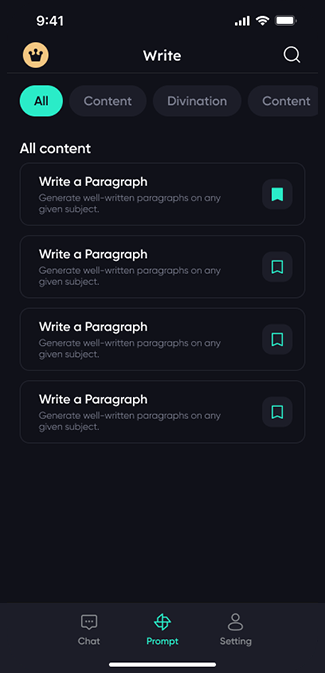 9:41
Write
All Content Divination Content
All content
Write a Paragraph
Generate well-written paragraphs on any
given subject.
Write a Paragraph
Generate well-written paragraphs on any
given subject.
Write a Paragraph
Generate well-written paragraphs on any
given subject.
Write a Paragraph
Generate well-written paragraphs on any
given subject.
Chat Prompt Setting